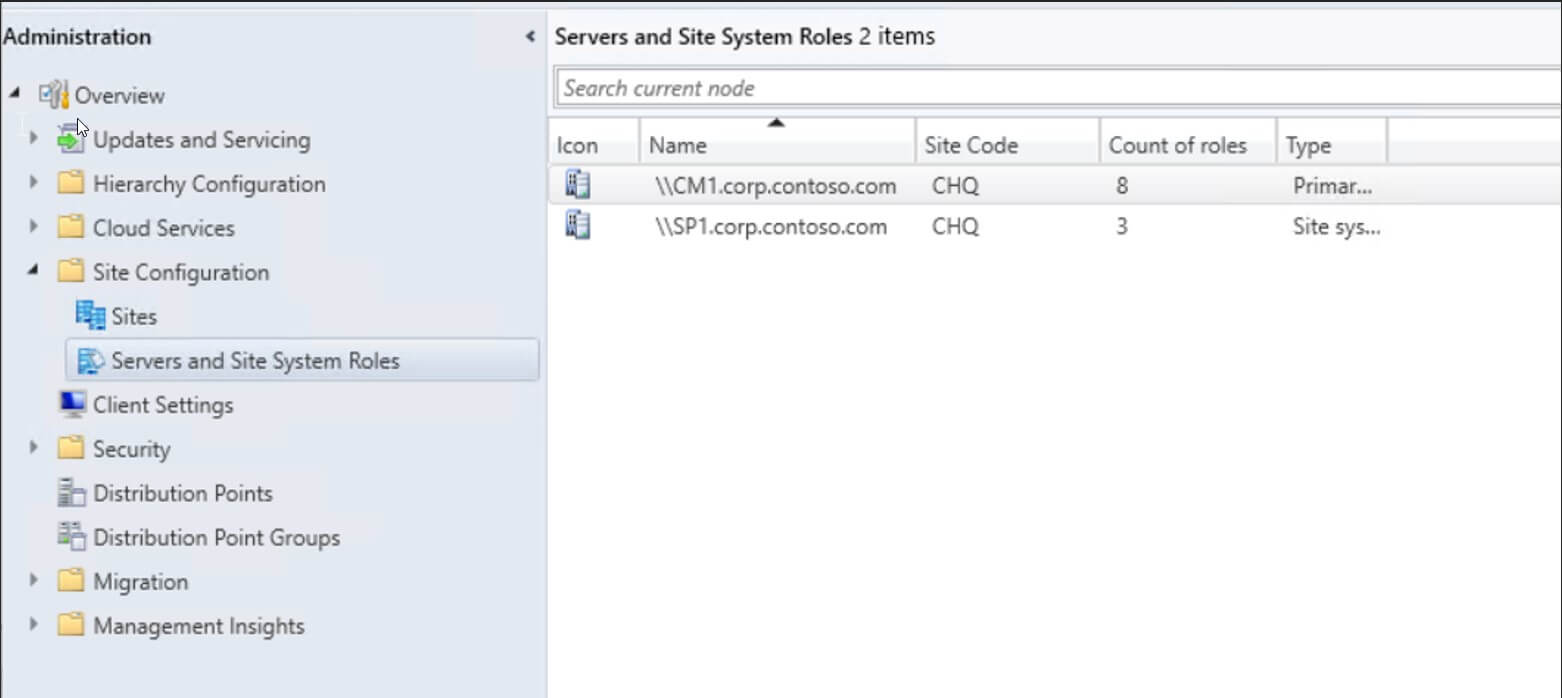 Administration
Overview
Updates and Servicing
Hierarchy Configuration
Cloud Services
Site Configuration
Sites
Servers and Site System Roles
Client Settings
Security
Distribution Points
Distribution Point Groups
Migration
Management Insights
Servers and Site System Roles 2 items
Search current node
Icon Name Site Code Count of roles Type
\\CM1.corp.contoso.com CHQ 8 Primar...
\\SP1.corp.contoso.com CHQ 3 Site sys...